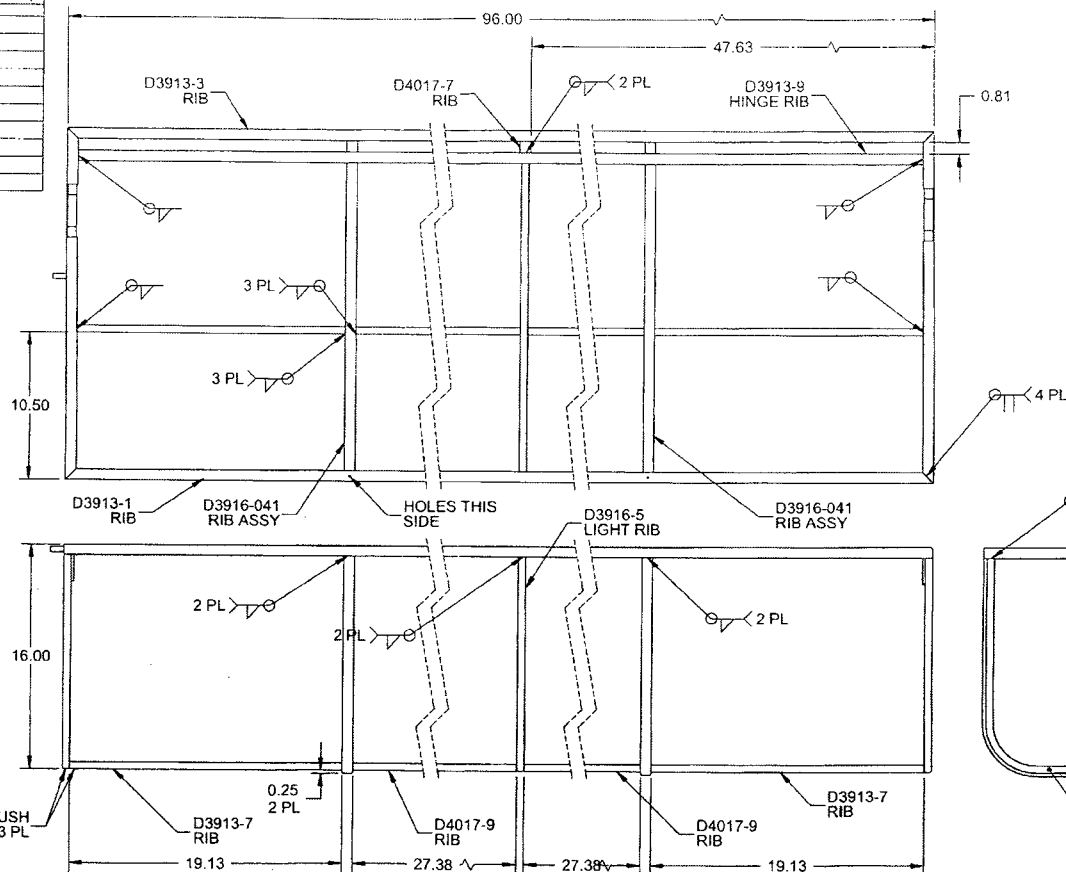 96.00
47.63
D3913-3
RIB
D4017-7
RIB
2 PL
D3913-9
HINGE RIB
0.81
3 PL
3 PL
10.50
4 PL
D3913-1
RIB
D3916-041
RIB ASSY
HOLES THIS
SIDE
D3916-5
LIGHT RIB
D3916-041
RIB ASSY
2 PL
2 PL
2 PL
16.00
0.25
2 PL
USH
3 PL
D3913-7
RIB
D4017-9
RIB
D4017-9
RIB
D3913-7
RIB
19.13
27.38
27.38
19.13